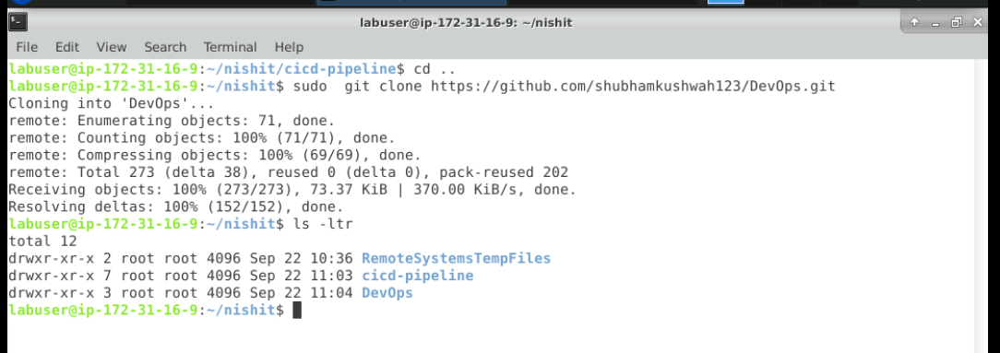 labuser@ip-172-31-16-9: ~/nishit
File Edit View Search Terminal Help
labuser@ip-172-31-16-9:~/nishit/cicd-pipeline$ cd ..
labuser@ip-172-31-16-9:~/nishit$ sudo  git clone https://github.com/shubhamkushwah123/DevOps.git
Cloning into 'DevOps'...
remote: Enumerating objects: 71, done.
remote: Counting objects: 100% (71/71), done.
remote: Compressing objects: 100% (69/69), done.
remote: Total 273 (delta 38), reused 0 (delta 0), pack-reused 202
Receiving objects: 100% (273/273), 73.37 KiB | 370.00 KiB/s, done.
Resolving deltas: 100% (152/152), done.
labuser@ip-172-31-16-9:~/nishit$ ls -ltr
total 12
drwxr-xr-x 2 root root 4096 Sep 22 10:36 RemoteSystemsTempFiles
drwxr-xr-x 7 root root 4096 Sep 22 11:03 cicd-pipeline
drwxr-xr-x 3 root root 4096 Sep 22 11:04 DevOps
labuser@ip-172-31-16-9:~/nishit$